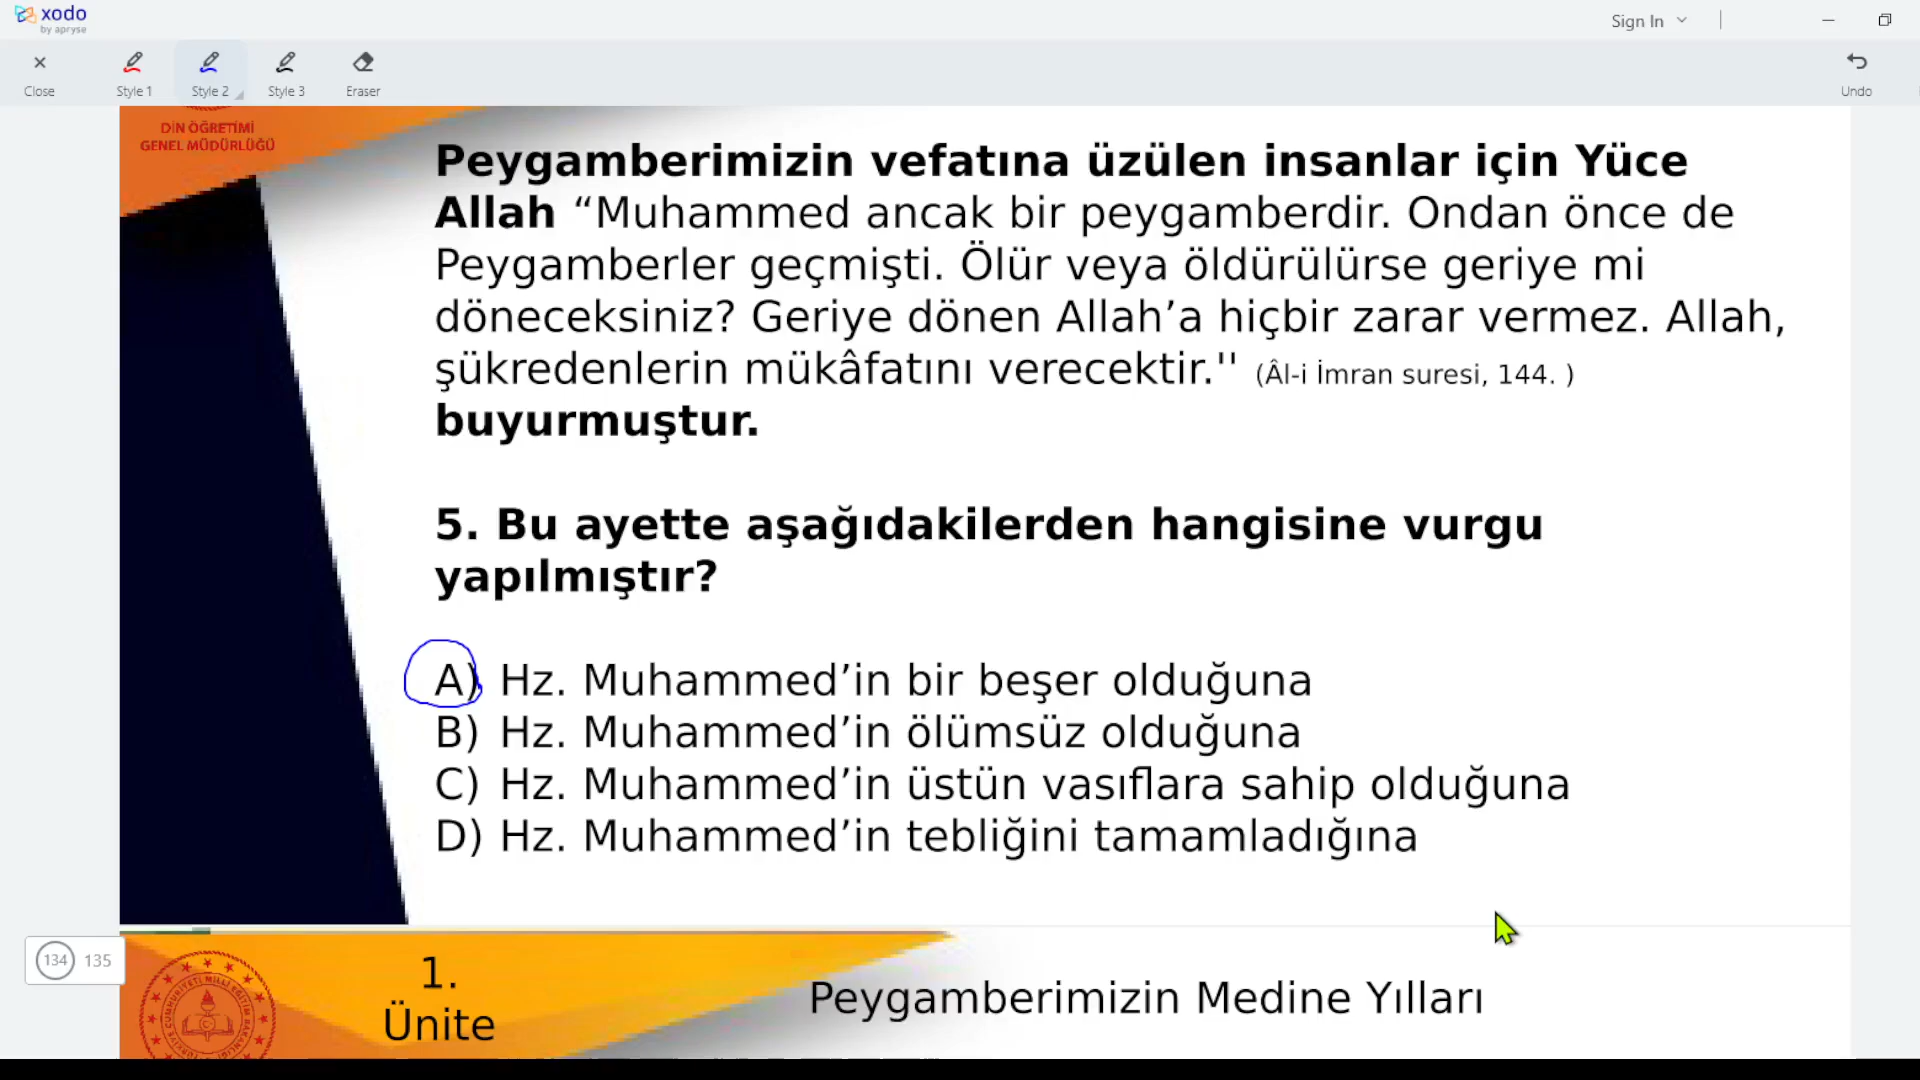 xodo
by apryse
Sign In
Close
Style 1
Style 2
Style 3
Eraser
Undo
DİN ÖĞRETİMİ
GENEL MÜDÜRLÜĞÜ
Peygamberimizin vefatına üzülen insanlar için Yüce
Allah “Muhammed ancak bir peygamberdir. Ondan önce de
Peygamberler geçmişti. Ölür veya öldürülürse geriye mi
döneceksiniz? Geriye dönen Allah’a hiçbir zarar vermez. Allah,
şükredenlerin mükâfatını verecektir.'' (Âl-i İmran suresi, 144. )
buyurmuştur.
5. Bu ayette aşağıdakilerden hangisine vurgu
yapılmıştır?
A) Hz. Muhammed’in bir beşer olduğuna
B) Hz. Muhammed’in ölümsüz olduğuna
C) Hz. Muhammed’in üstün vasıflara sahip olduğuna
D) Hz. Muhammed’in tebliğini tamamladığına
134 135
1.
Ünite
Peygamberimizin Medine Yılları